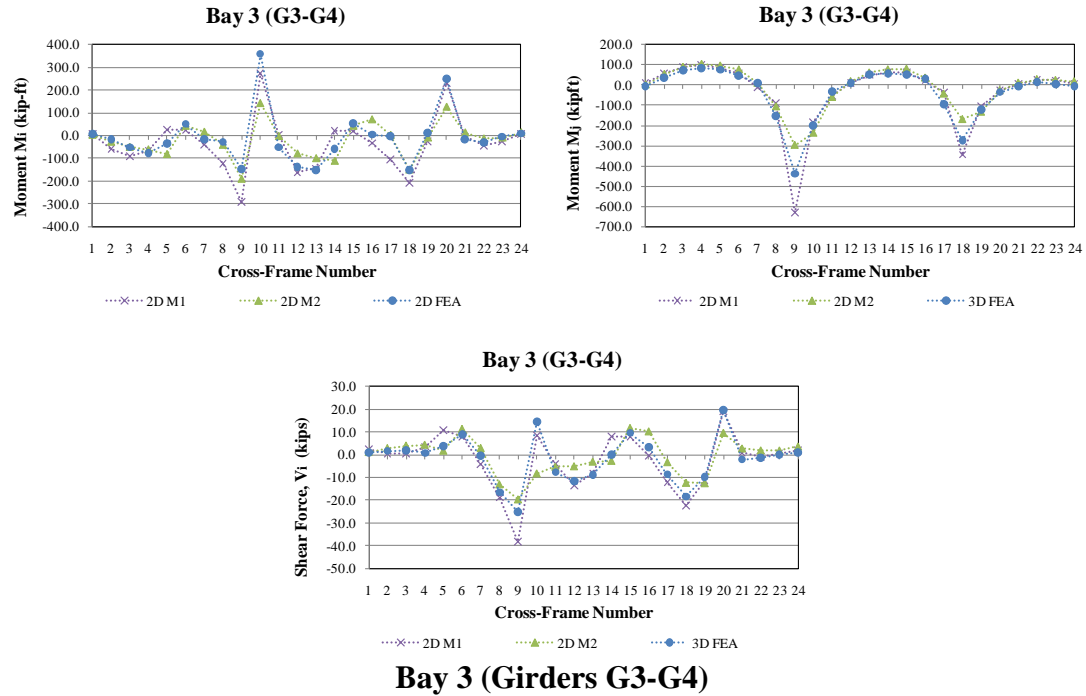 Bay 3 (G3-G4)
400.0
300.0
200.0
100.0
0.0
-100.0
-200.0
-300.0
-400.0
Moment Mi (kip-ft)
1 2 3 4 5 6 7 8 9 10 11 12 13 14 15 16 17 18 19 20 21 22 23 24
Cross-Frame Number
2D M1 2D M2 2D FEA
Bay 3 (G3-G4)
200.0
100.0
0.0
-100.0
-200.0
-300.0
-400.0
-500.0
-600.0
-700.0
Moment Mj (kipft)
1 2 3 4 5 6 7 8 9 10 11 12 13 14 15 16 17 18 19 20 21 22 23 24
Cross-Frame Number
2D M1 2D M2 3D FEA
Bay 3 (G3-G4)
30.0
20.0
10.0
0.0
-10.0
-20.0
-30.0
-40.0
-50.0
Shear Force, Vi (kips)
1 2 3 4 5 6 7 8 9 10 11 12 13 14 15 16 17 18 19 20 21 22 23 24
Cross-Frame Number
2D M1 2D M2 3D FEA
Bay 3 (Girders G3-G4)